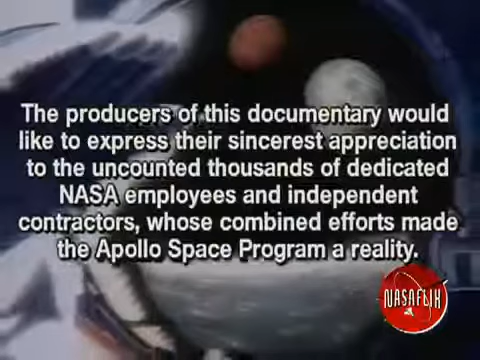 The producers of this documentary would
like to express their sincerest appreciation
to the uncounted thousands of dedicated
NASA employees and independent
contractors, whose combined efforts made
the Apollo Space Program a reality.
NASAFLIX